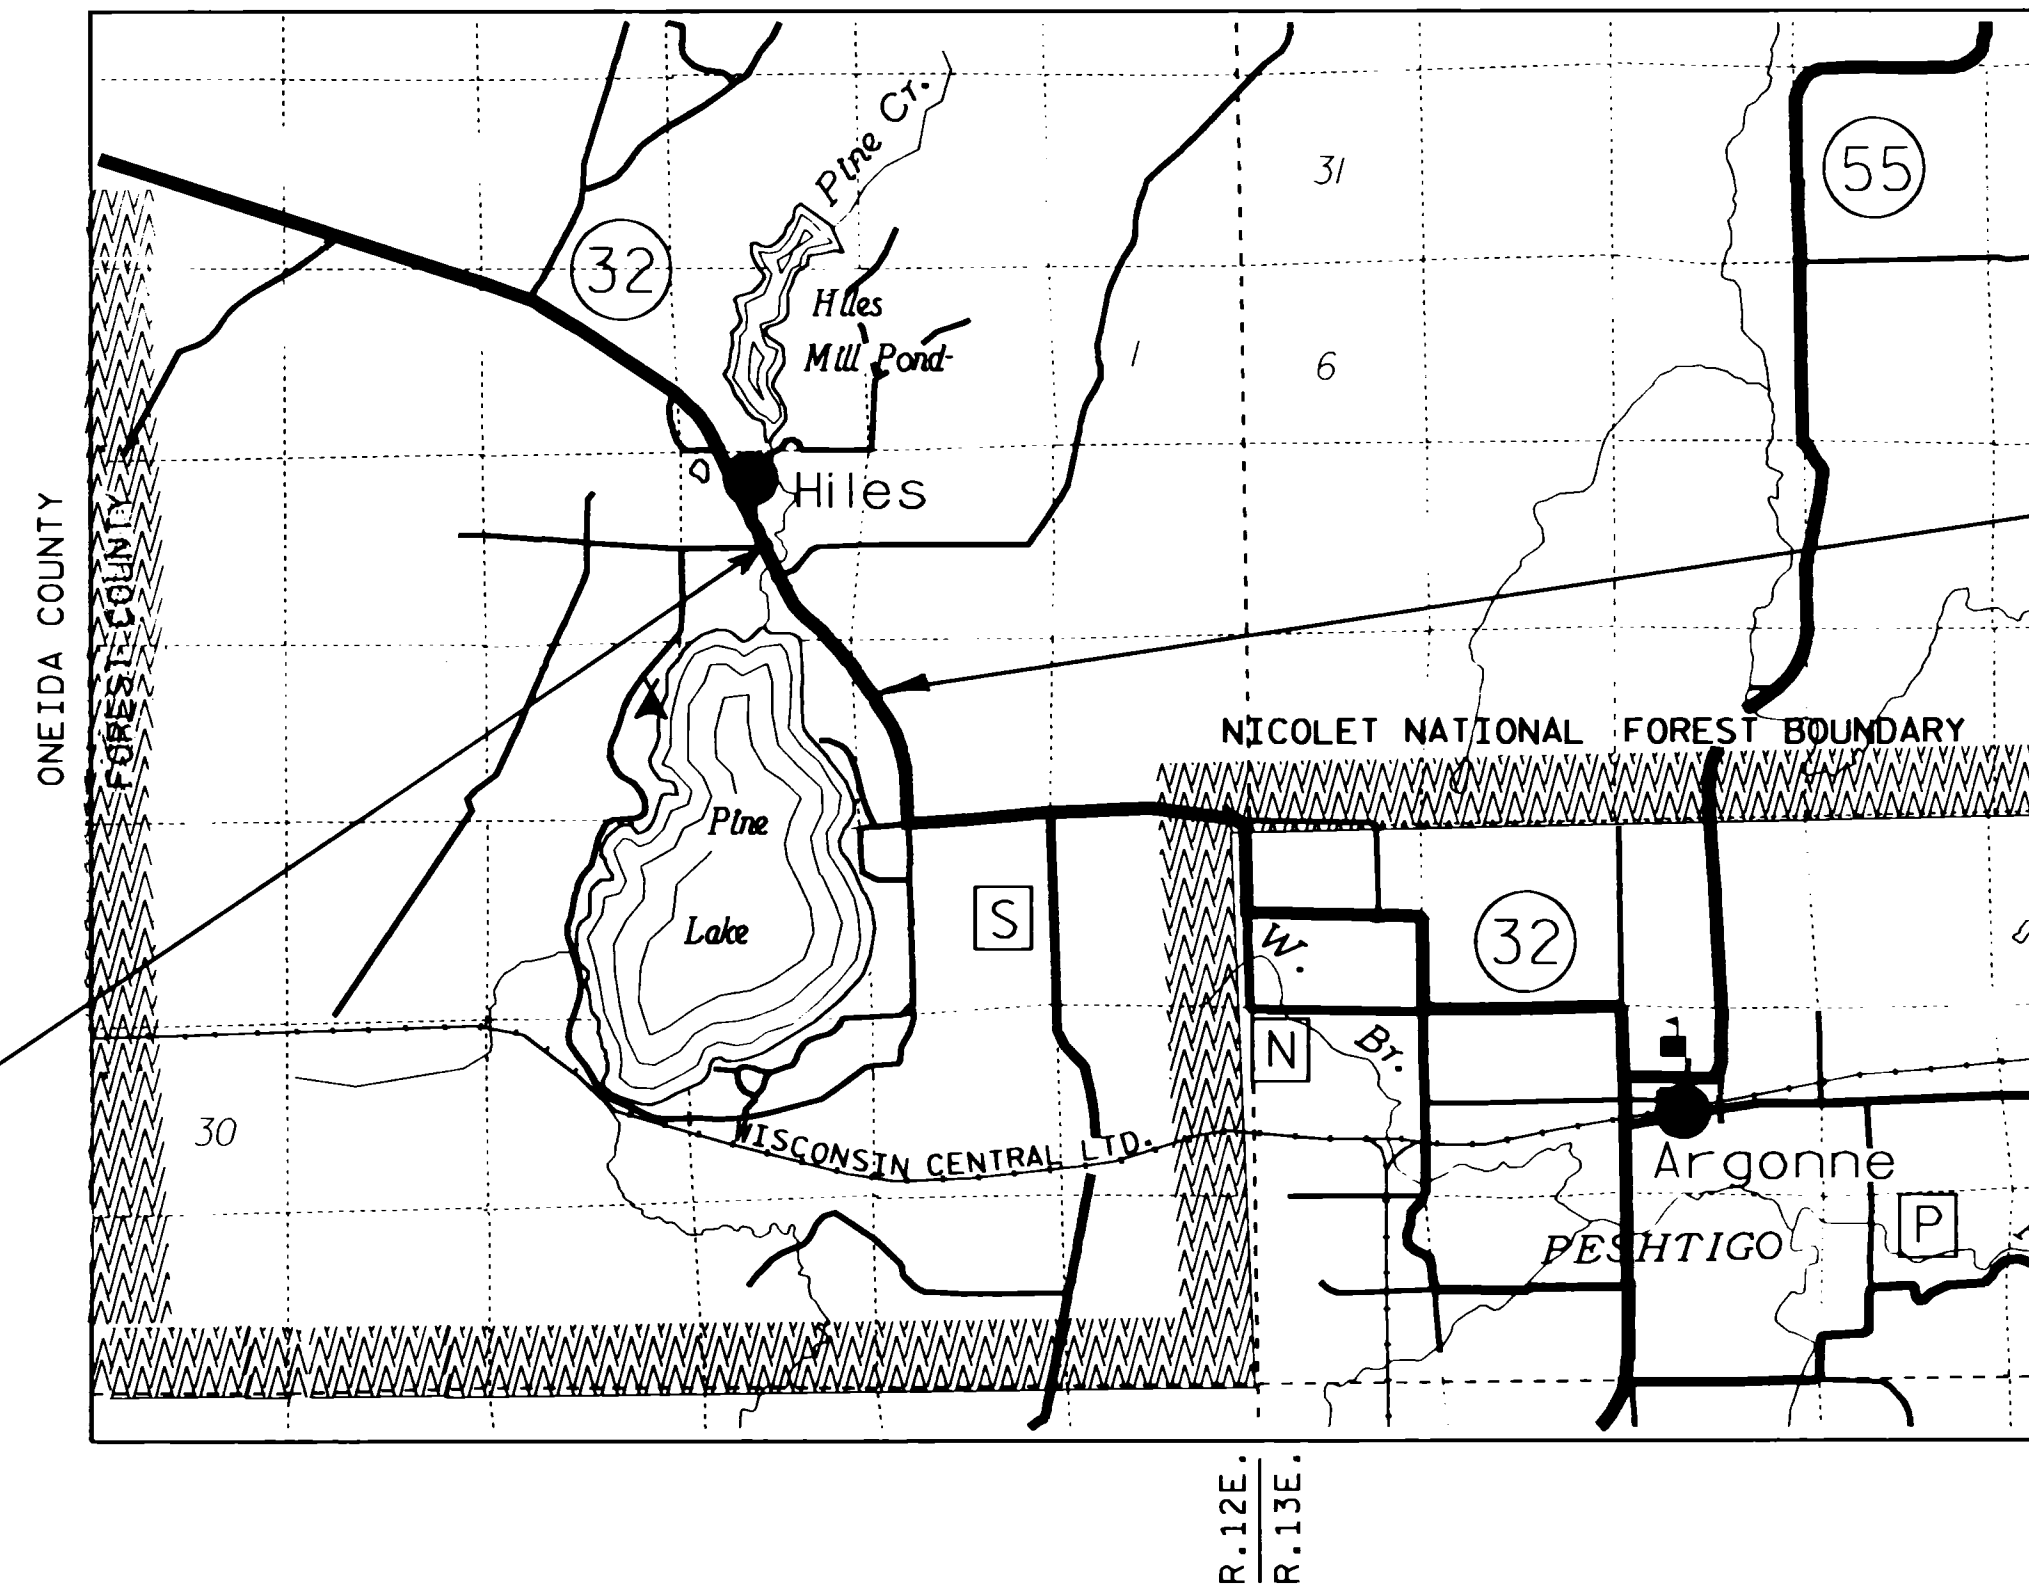 Pine Cr.
31
55
32
Hiles
Mill Pond
1
6
Hiles
ONEIDA COUNTY
FOREST COUNTY
NICOLET NATIONAL FOREST BOUNDARY
Pine
Lake
S
W.
32
N
Br.
30
WISCONSIN CENTRAL LTD.
Argonne
P
PESHTIGO
R.12E.
R.13E.